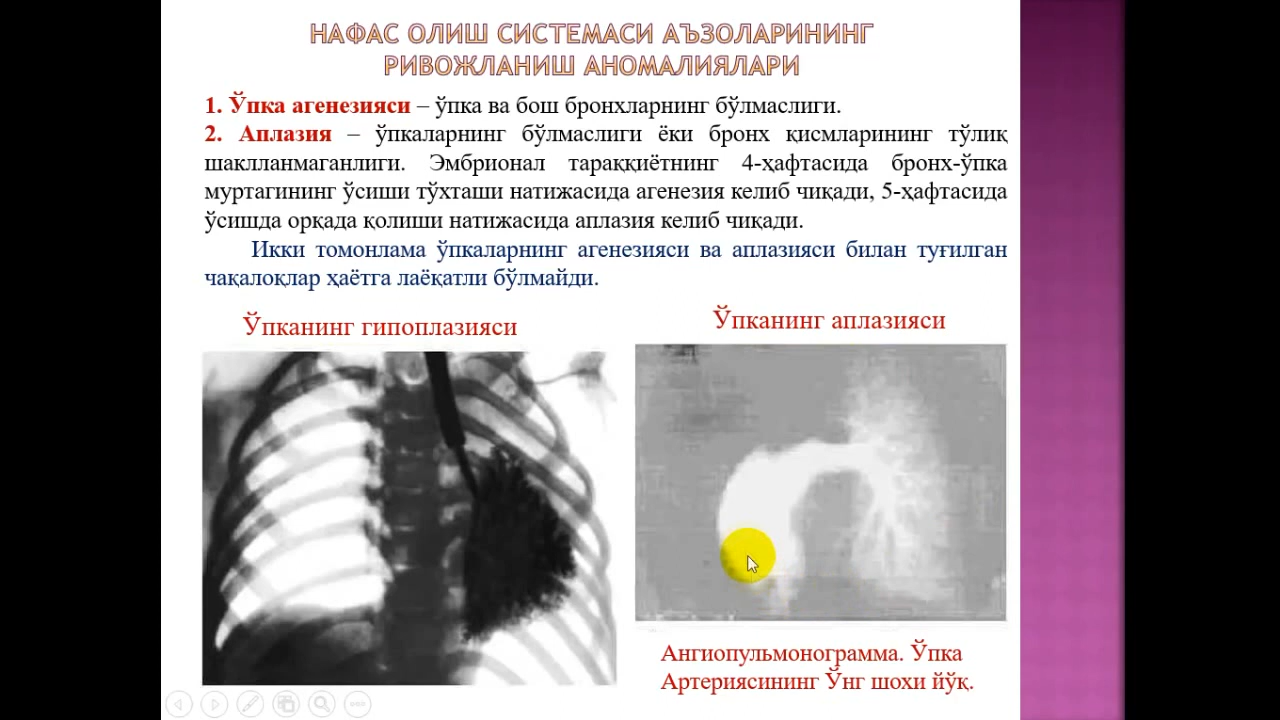 НАФАС ОЛИШ СИСТЕМАСИ АЪЗОЛАРИНИНГ
РИВОЖЛАНИШ АНОМАЛИЯЛАРИ
1. Ўпка агенезияси – ўпка ва бош бронхларнинг бўлмаслиги.
2. Аплазия – ўпкаларнинг бўлмаслиги ёки бронх қисмларининг тўлиқ
шаклланмаганлиги. Эмбрионал тараққиётнинг 4-ҳафтасида бронх-ўпка
муртагининг ўсиши тўхташи натижасида агенезия келиб чиқади, 5-ҳафтасида
ўсишда орқада қолиши натижасида аплазия келиб чиқади.
Икки томонлама ўпкаларнинг агенезияси ва аплазияси билан туғилган
чақалоқлар ҳаётга лаёқатли бўлмайди.
Ўпканинг гипоплазияси
Ўпканинг аплазияси
Ангиопульмонограмма. Ўпка
Артериясининг Ўнг шохи йўқ.